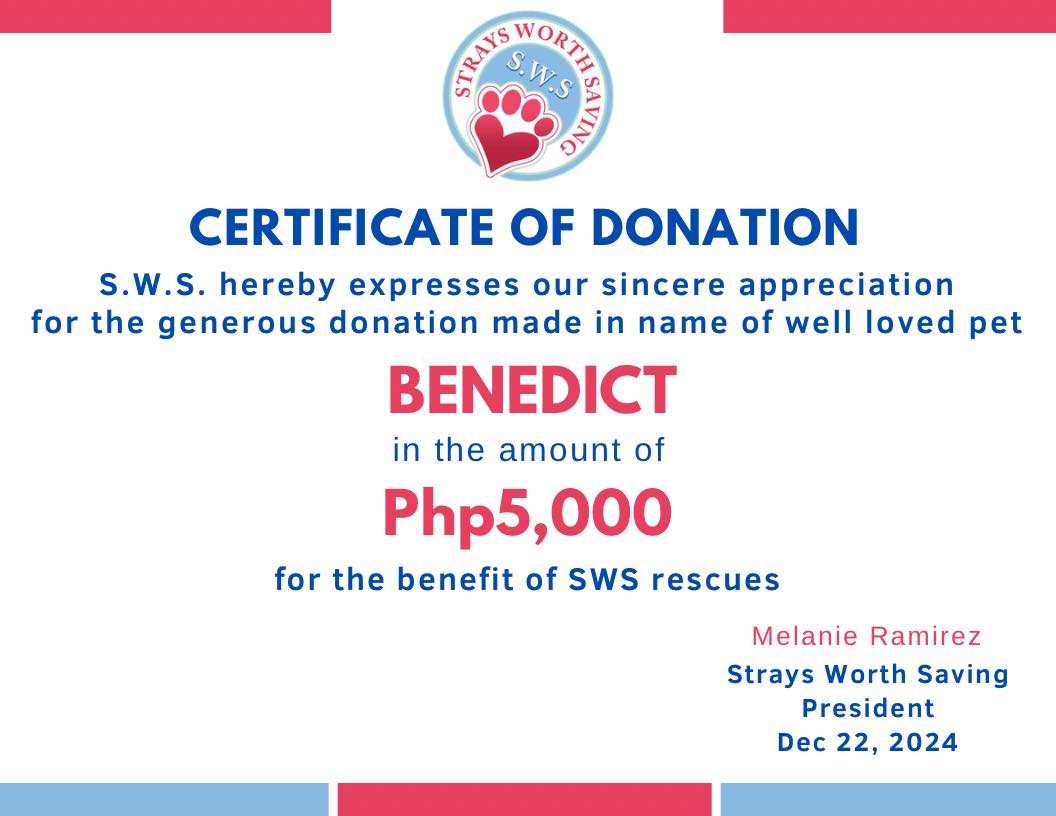 STRAYS WORTH SAVING
S.W.S
CERTIFICATE OF DONATION
S.W.S. hereby expresses our sincere appreciation
for the generous donation made in name of well loved pet
BENEDICT
in the amount of
Php5,000
for the benefit of SWS rescues
Melanie Ramirez
Strays Worth Saving
President
Dec 22, 2024